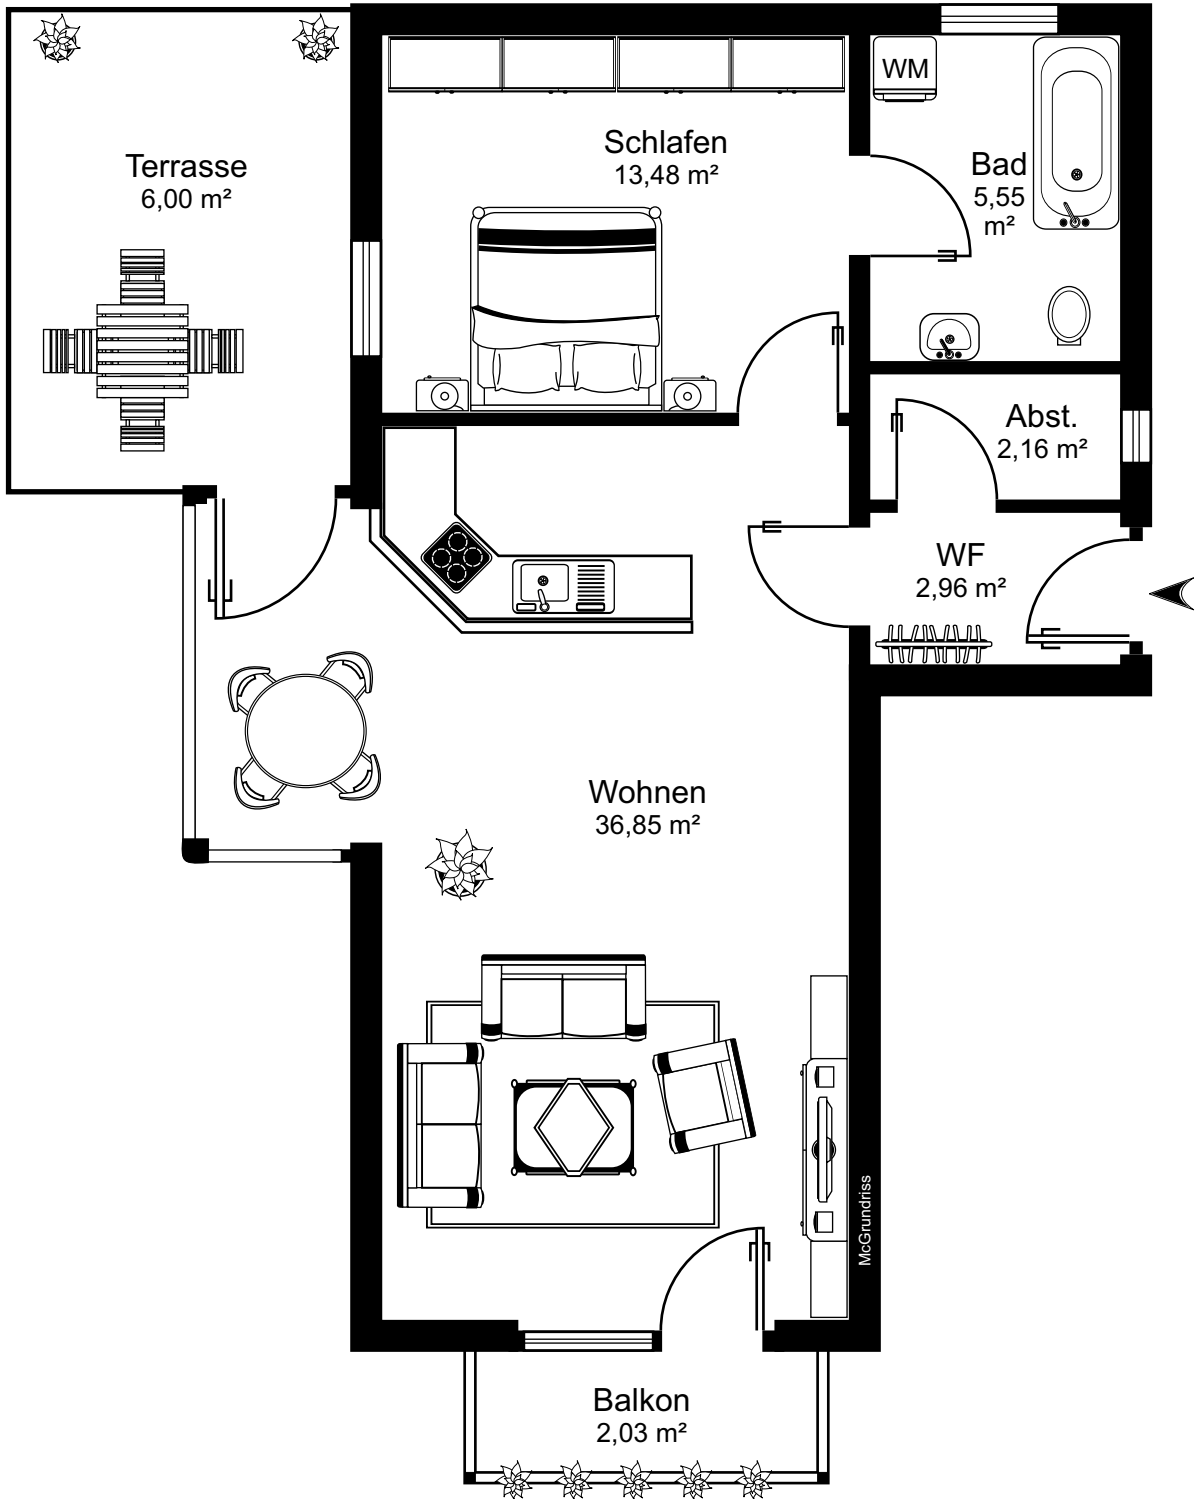 WM
Schlafen
13,48 m²
Terrasse
6,00 m²
Bad
5,55
m²
Abst.
2,16 m²
WF
2,96 m²
Wohnen
36,85 m²
McGrundriss
Balkon
2,03 m²